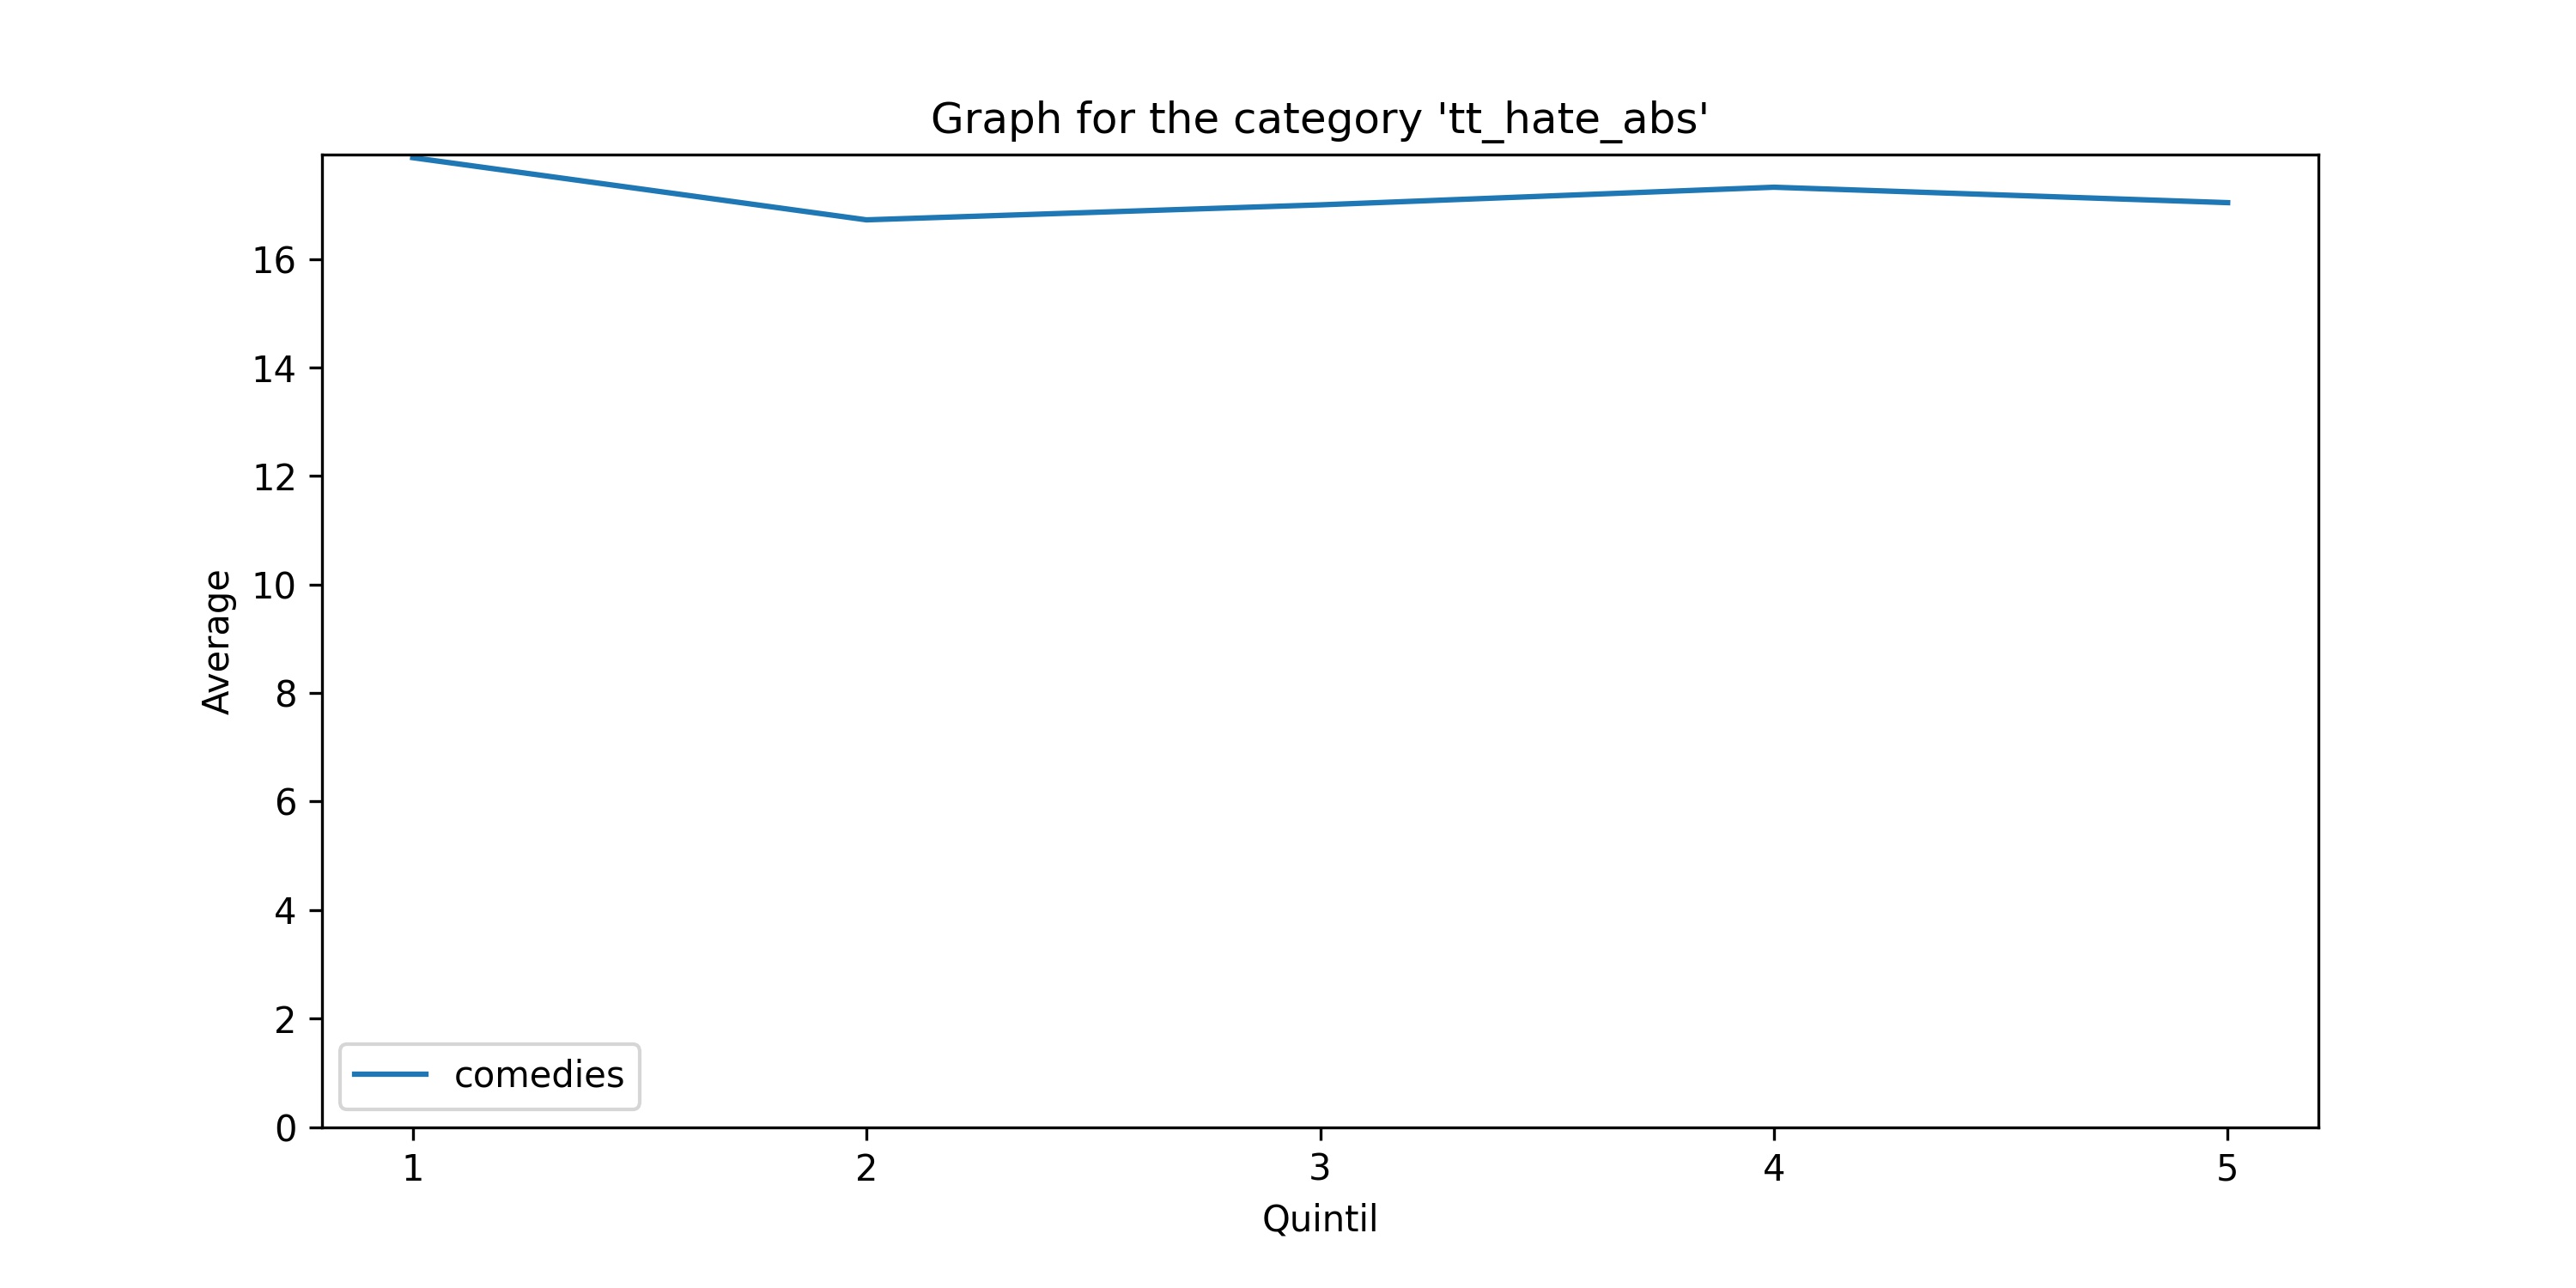 Graph for the category 'tt_hate_abs'
16
14
12
10
8
6
4
2
0
Average
comedies
1 2 3 4 5
Quintil